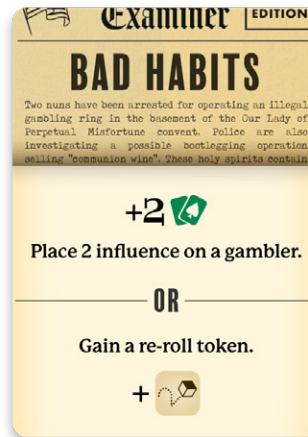 Examiner EDITION
BAD HABITS
Two nuns have been arrested for operating an illegal
gambling ring in the basement of the Our Lady of
Perpetual Misfortune convent. Police are also
investigating a possible bootlegging operation
selling "communion wine". These holy spirits contain
+2
Place 2 influence on a gambler.
OR
Gain a re-roll token.
+